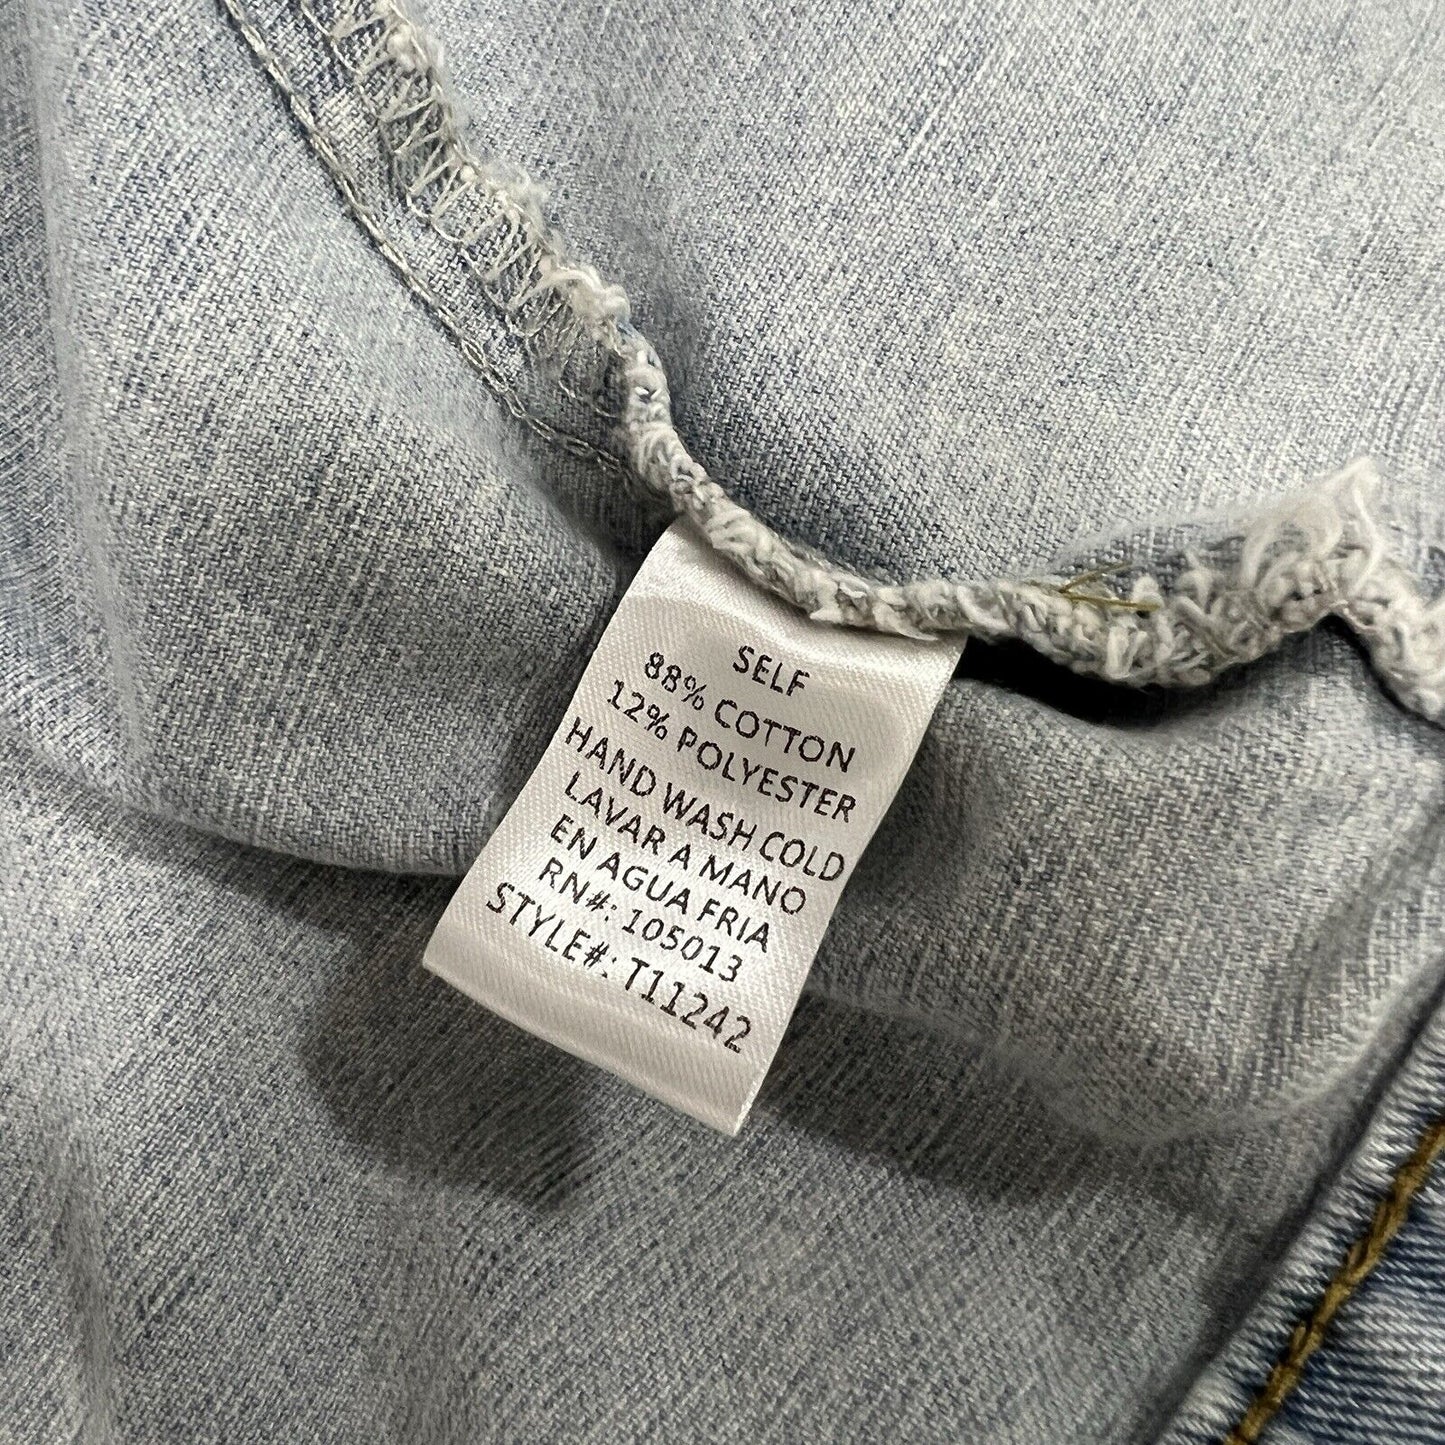 SELF
88% COTTON
12% POLYESTER
HAND WASH COLD
LAVAR A MANO
EN AGUA FRIA
RN#: 105013
STYLE#: T11242